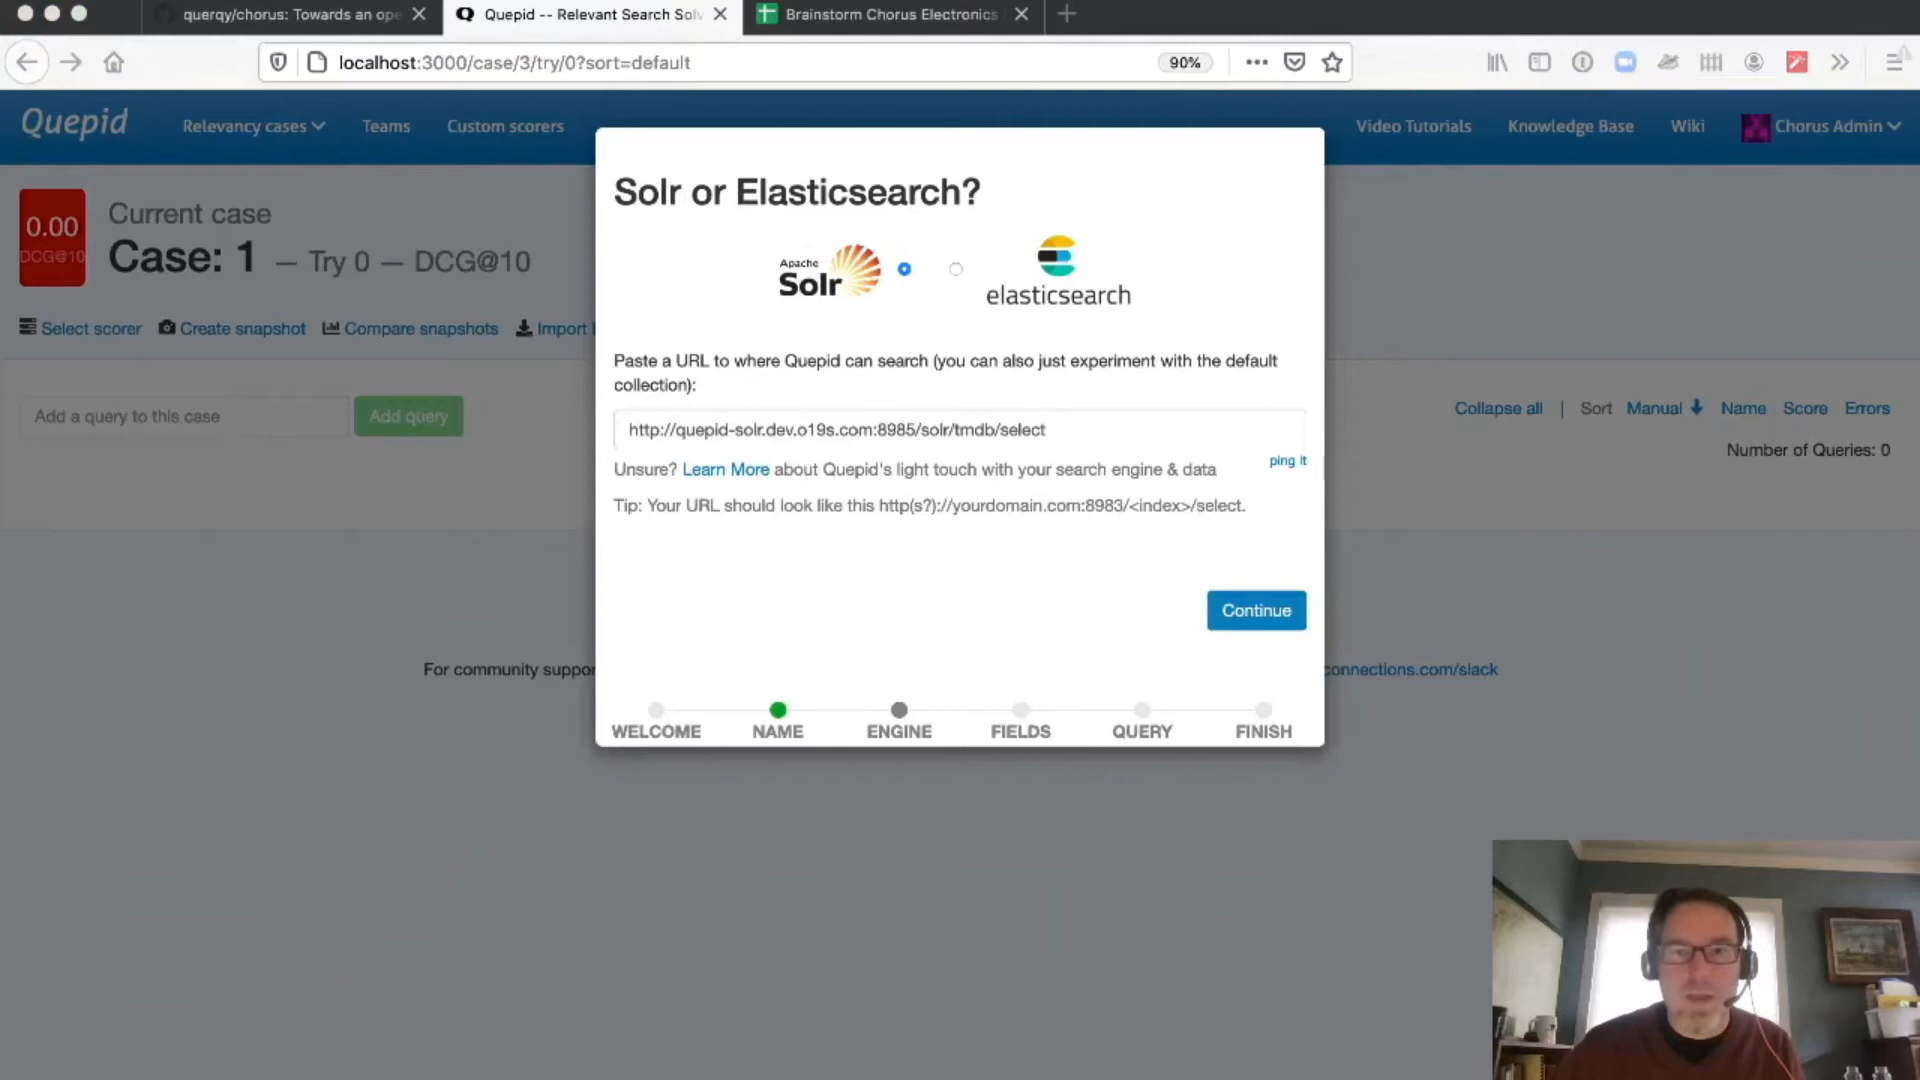 querqy/chorus: Towards an ope
Quepid -- Relevant Search Solv
Brainstorm Chorus Electronics
localhost:3000/case/3/try/0?sort=default
90%
Quepid
Relevancy cases
Teams
Custom scorers
Video Tutorials
Knowledge Base
Wiki
Chorus Admin
0.00
DCG@10
Current case
Case: 1 — Try 0 — DCG@10
Select scorer
Create snapshot
Compare snapshots
Import
Add a query to this case
Add query
Collapse all | Sort Manual Name Score Errors
Number of Queries: 0
Solr or Elasticsearch?
Apache
Solr
elasticsearch
Paste a URL to where Quepid can search (you can also just experiment with the default
collection):
http://quepid-solr.dev.o19s.com:8985/solr/tmdb/select
ping it
Unsure? Learn More about Quepid's light touch with your search engine & data
Tip: Your URL should look like this http(s?)://yourdomain.com:8983/<index>/select.
Continue
For community suppor
connections.com/slack
WELCOME
NAME
ENGINE
FIELDS
QUERY
FINISH